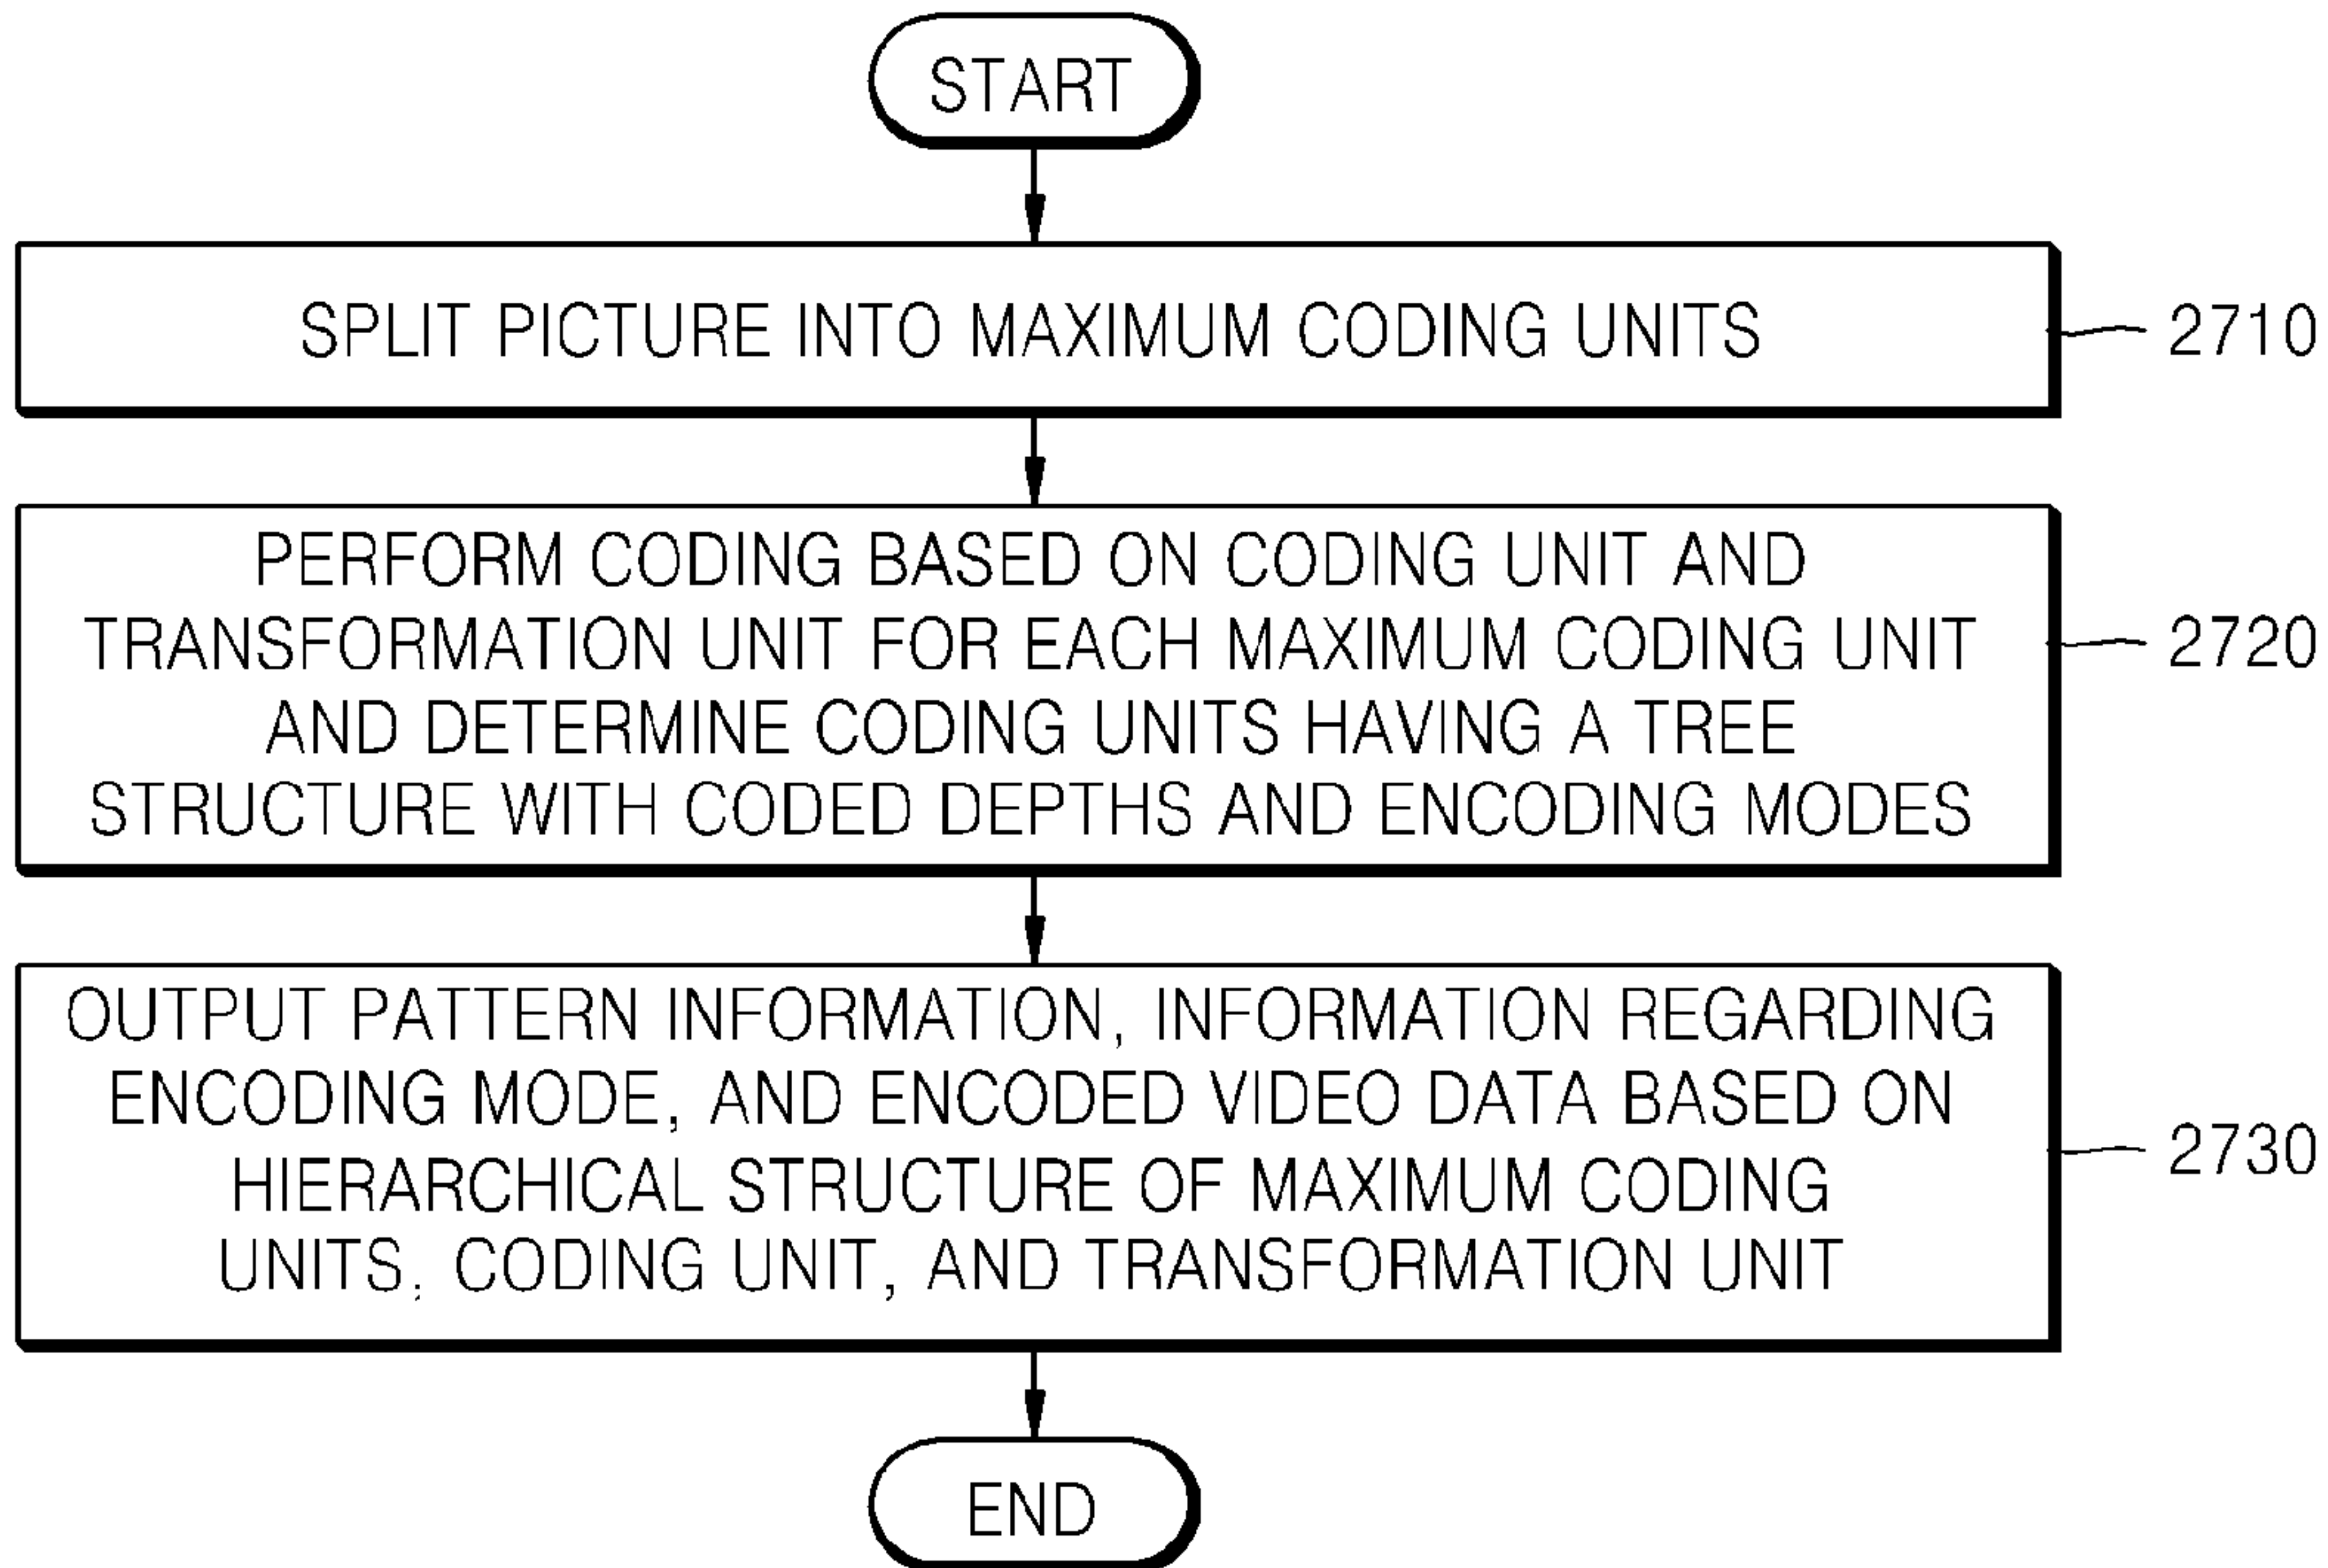 START
SPLIT PICTURE INTO MAXIMUM CODING UNITS
2710
PERFORM CODING BASED ON CODING UNIT AND
TRANSFORMATION UNIT FOR EACH MAXIMUM CODING UNIT
AND DETERMINE CODING UNITS HAVING A TREE
STRUCTURE WITH CODED DEPTHS AND ENCODING MODES
2720
OUTPUT PATTERN INFORMATION, INFORMATION REGARDING
ENCODING MODE, AND ENCODED VIDEO DATA BASED ON
HIERARCHICAL STRUCTURE OF MAXIMUM CODING
UNITS, CODING UNIT, AND TRANSFORMATION UNIT
2730
END